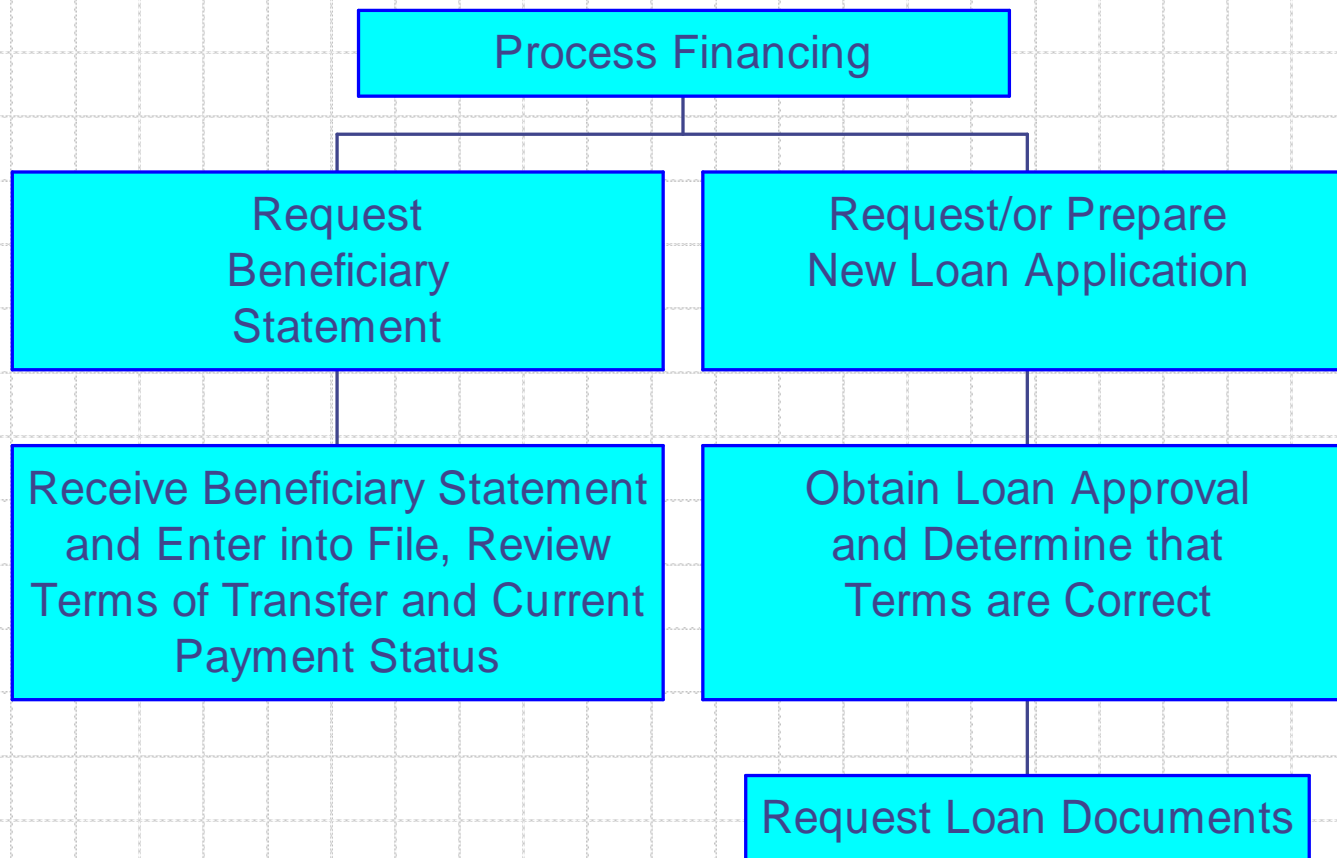 Process Financing
Request
Beneficiary
Statement
Request/or Prepare
New Loan Application
Receive Beneficiary Statement
and Enter into File, Review
Terms of Transfer and Current
Payment Status
Obtain Loan Approval
and Determine that
Terms are Correct
Request Loan Documents